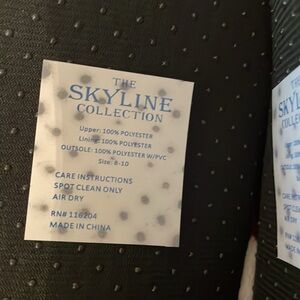 THE
SKYLINE
COLLECTION
Upper: 100% POLYESTER
Lining: 100% POLYESTER
OUTSOLE: 100% POLYESTER W/PVC
Size: 8-10
CARE INSTRUCTIONS
SPOT CLEAN ONLY
AIR DRY
RN# 116204
MADE IN CHINA